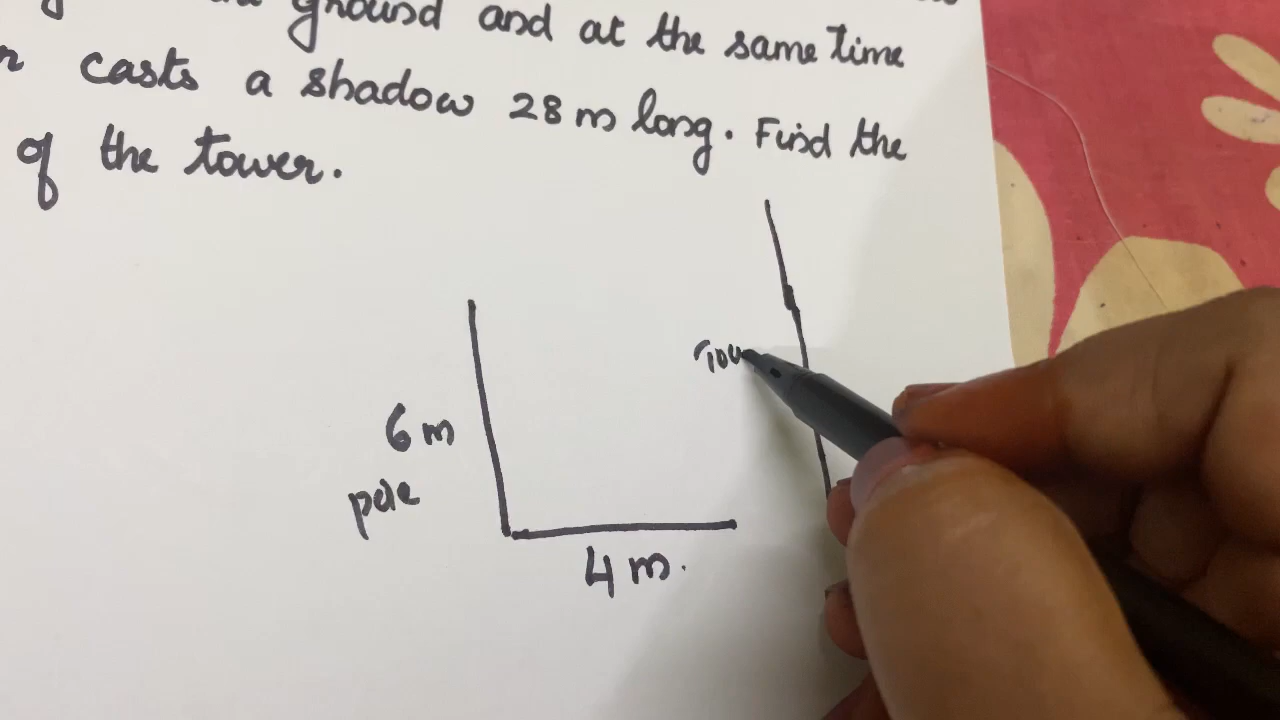 ground and at the same time
casts a shadow 28 m long. Find the
of the tower.
6 m
pole
4 m.